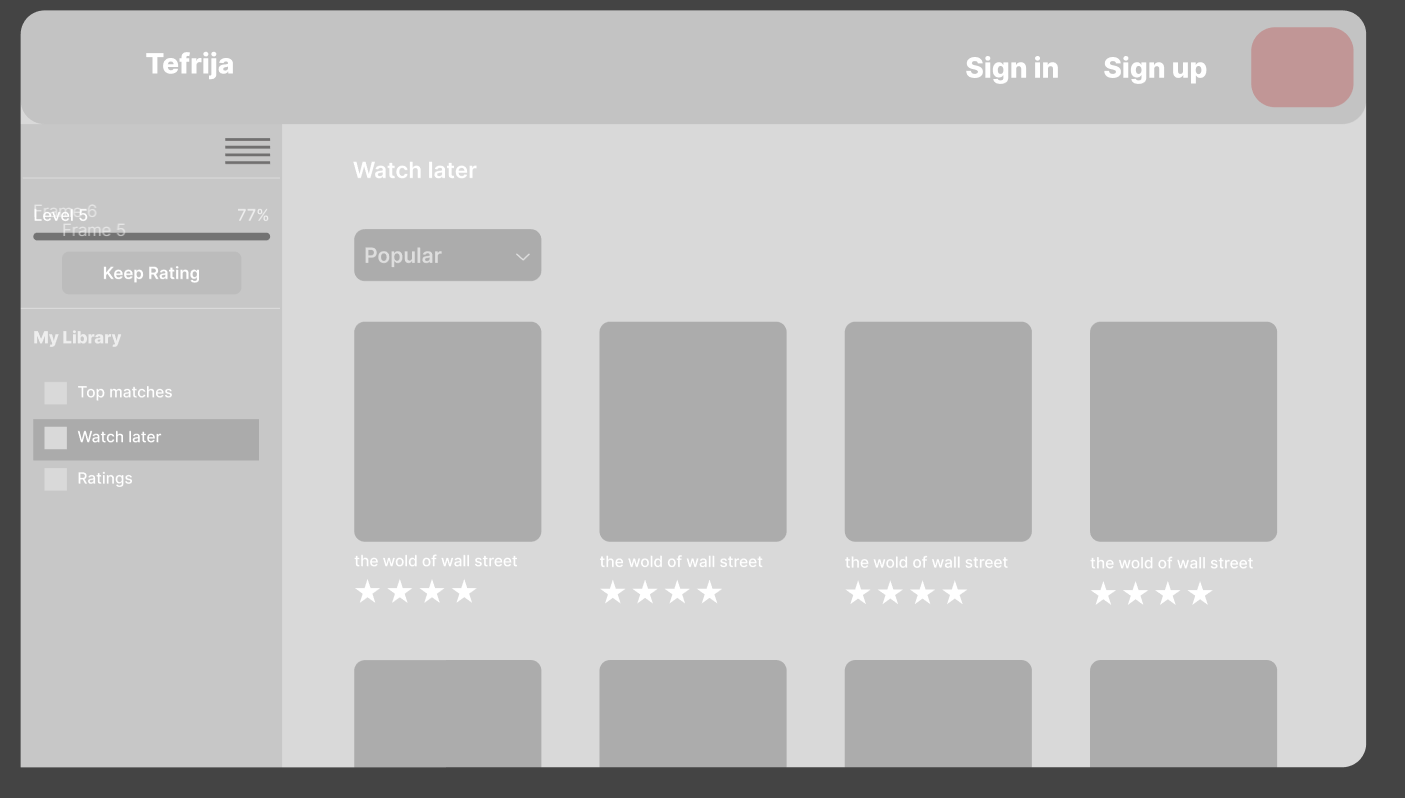 Tefrija
Sign in
Sign up
Watch later
Frame 6
Level 5
77%
Frame 5
Keep Rating
Popular
My Library
Top matches
Watch later
Ratings
the wold of wall street
the wold of wall street
the wold of wall street
the wold of wall street